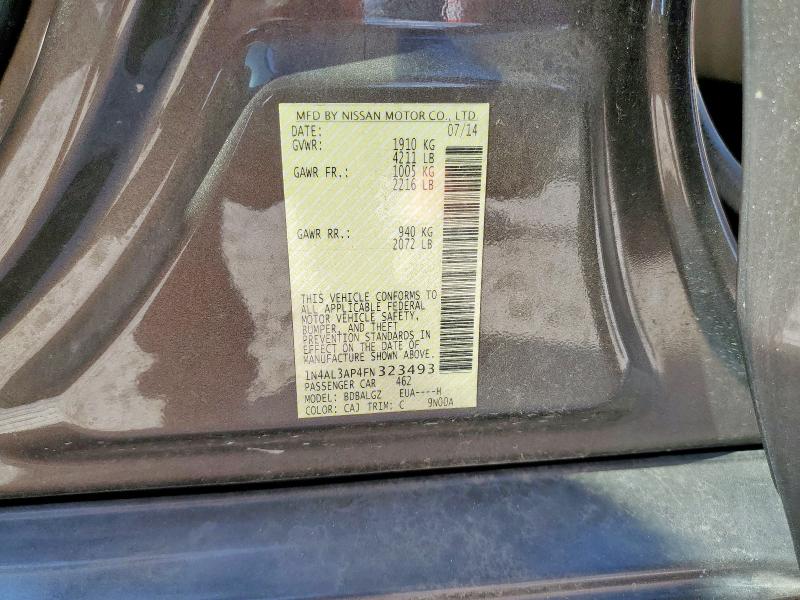 MFD BY NISSAN MOTOR CO., LTD.
DATE: 07/14
GVWR: 1910 KG
4211 LB
GAWR FR.: 1005 KG
2216 LB
GAWR RR.: 940 KG
2072 LB
THIS VEHICLE CONFORMS TO
ALL APPLICABLE FEDERAL
MOTOR VEHICLE SAFETY,
BUMPER, AND THEFT
PREVENTION STANDARDS IN
EFFECT ON THE DATE OF
MANUFACTURE SHOWN ABOVE.
1N4AL3AP4FN323493
PASSENGER CAR 462
MODEL: BDBALGZ EUA----H
COLOR: CAJ TRIM: C 9N00A